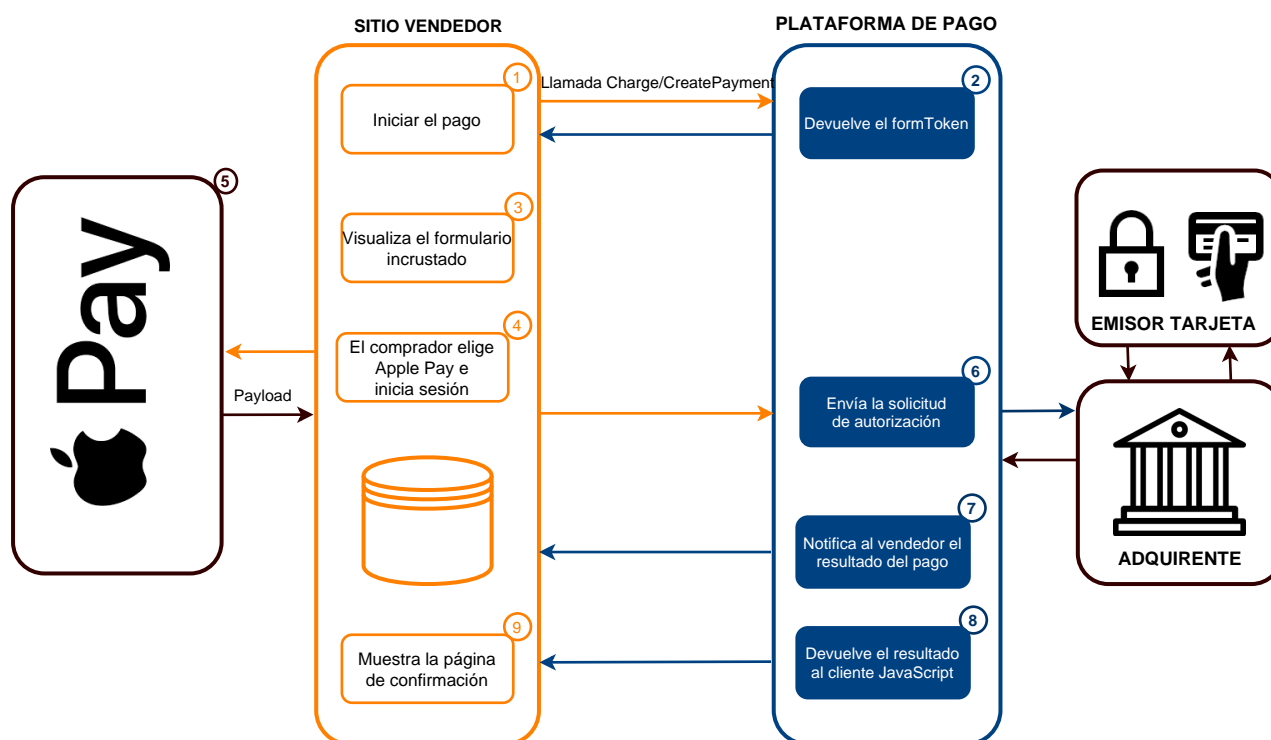 SITIO VENDEDOR
PLATAFORMA DE PAGO
1
Iniciar el pago
Llamada Charge/CreatePayment
2
Devuelve el formToken
3
Visualiza el formulario
incrustado
4
El comprador elige
Apple Pay e
inicia sesión
5
Pay
Payload
6
Envía la solicitud
de autorización
EMISOR TARJETA
ADQUIRENTE
7
Notifica al vendedor el
resultado del pago
8
Devuelve el resultado
al cliente JavaScript
9
Muestra la página
de confirmación